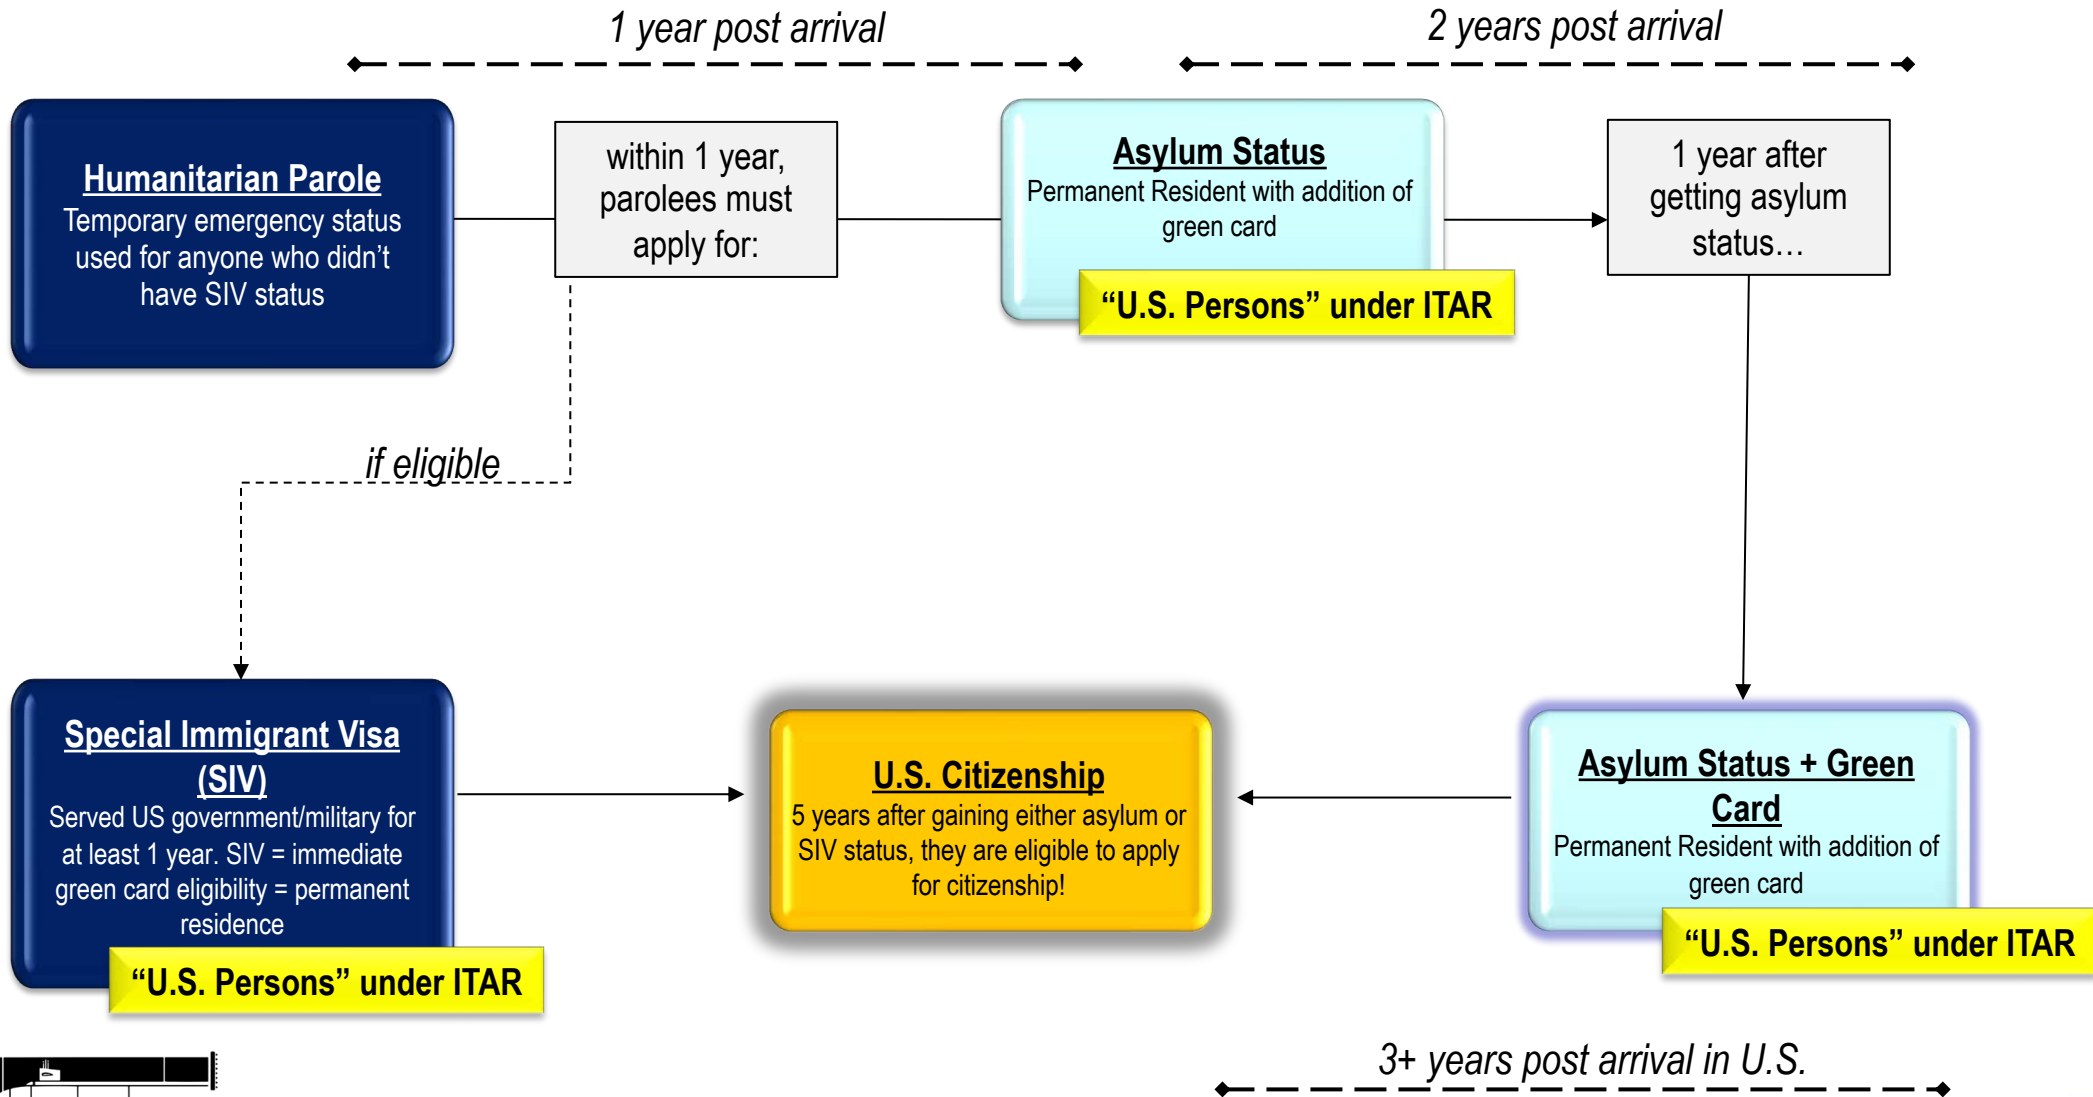 1 year post arrival
2 years post arrival
Humanitarian Parole
Temporary emergency status
used for anyone who didn’t
have SIV status
within 1 year,
parolees must
apply for:
Asylum Status
Permanent Resident with addition of
green card
“U.S. Persons” under ITAR
1 year after
getting asylum
status…
if eligible
Special Immigrant Visa
(SIV)
Served US government/military for
at least 1 year. SIV = immediate
green card eligibility = permanent
residence
“U.S. Persons” under ITAR
U.S. Citizenship
5 years after gaining either asylum or
SIV status, they are eligible to apply
for citizenship!
Asylum Status + Green
Card
Permanent Resident with addition of
green card
“U.S. Persons” under ITAR
3+ years post arrival in U.S.